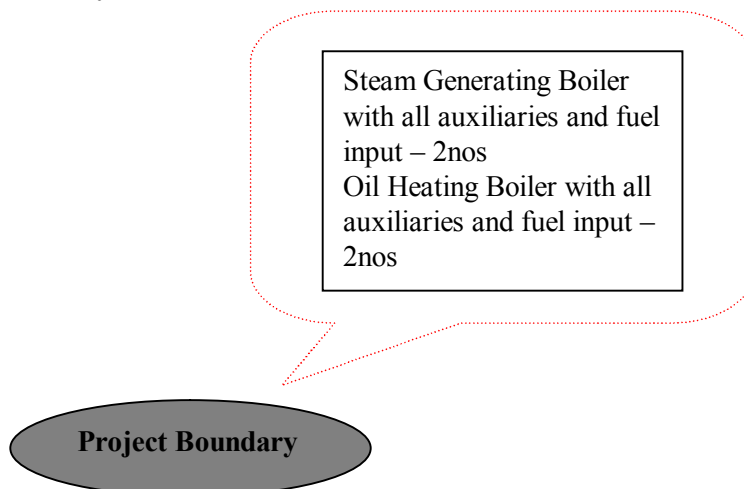 Steam Generating Boiler
with all auxiliaries and fuel
input – 2nos
Oil Heating Boiler with all
auxiliaries and fuel input –
2nos
Project Boundary